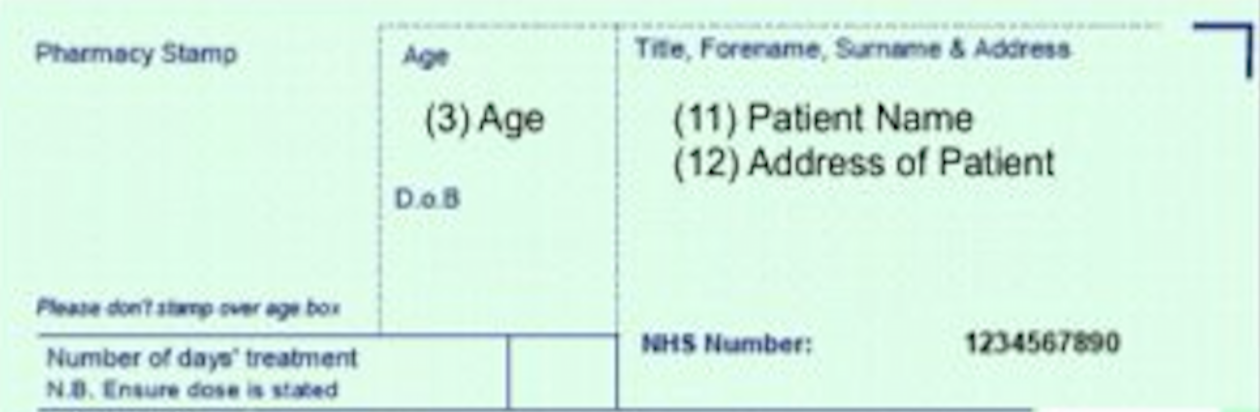 Pharmacy Stamp
Age
Title, Forename, Surname & Address
(3) Age
(11) Patient Name
(12) Address of Patient
D.o.B
Please don't stamp over age box
Number of days' treatment
N.B. Ensure dose is stated
NHS Number: 1234567890